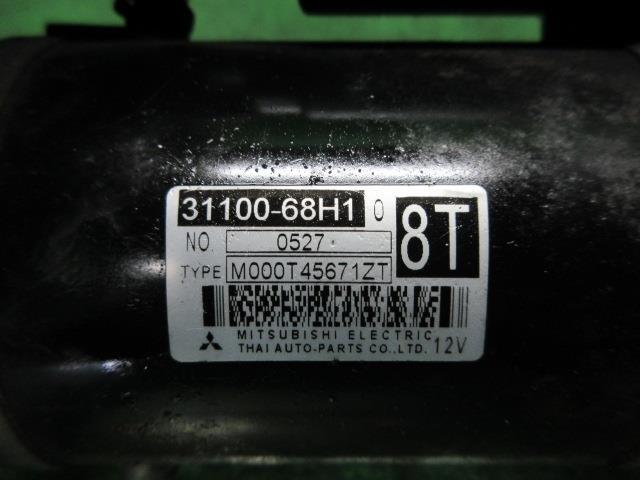 31100-68H1 0
8T
NO. 0527
TYPE M000T45671ZT
MITSUBISHI ELECTRIC
THAI AUTO-PARTS CO.,LTD. 12V